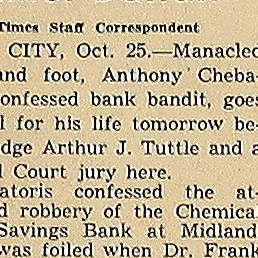 Times Staff Correspondent
CITY, Oct. 25.—Manacled
and foot, Anthony Cheba-
onfessed bank bandit, goes
l for his life tomorrow be-
dge Arthur J. Tuttle and a
l Court jury here.
atoris confessed the at-
d robbery of the Chemical
Savings Bank at Midland
was foiled when Dr. Frank